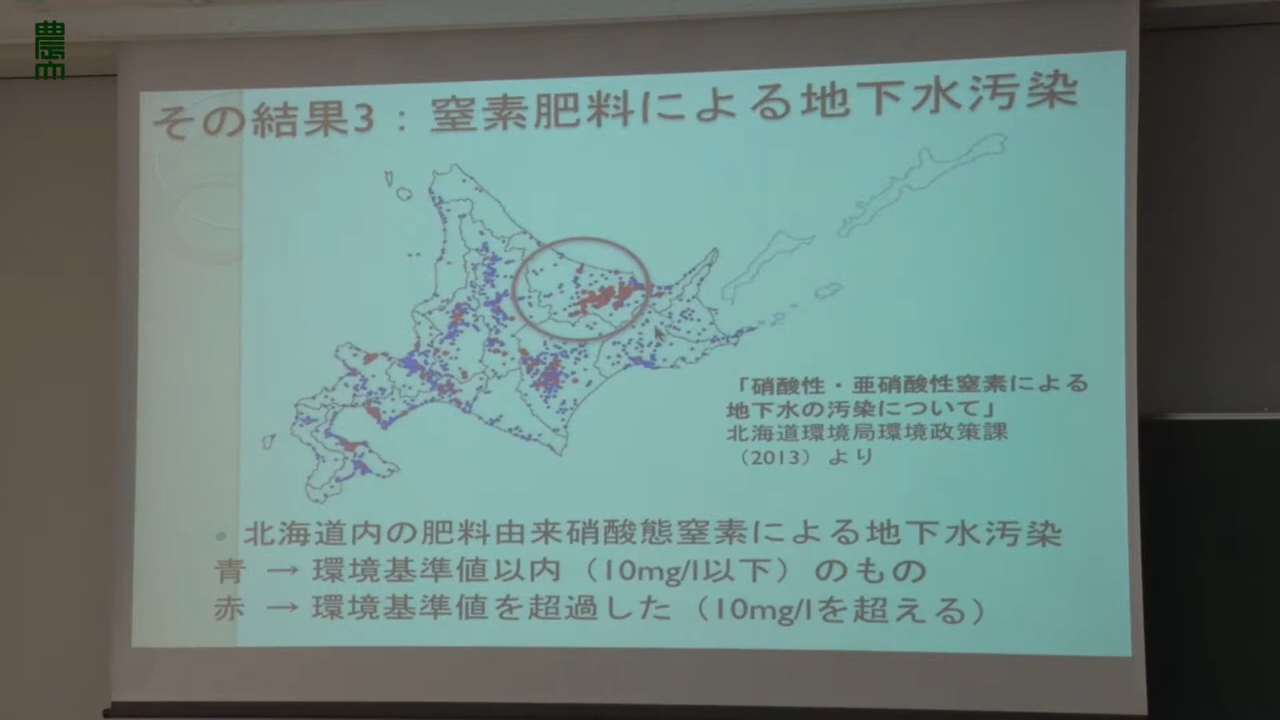 農
その結果3：窒素肥料による地下水汚染
「硝酸性・亜硝酸性窒素による
地下水の汚染について」
北海道環境局環境政策課
（2013）より
• 北海道内の肥料由来硝酸態窒素による地下水汚染
青 → 環境基準値以内（10mg/l以下）のもの
赤 → 環境基準値を超過した（10mg/lを超える）